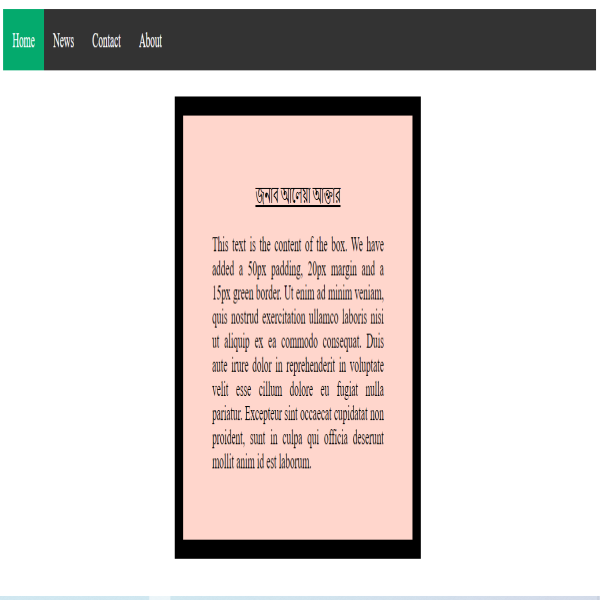 Home News Contact About
জনাব আলেয়া আক্তার
This text is the content of the box. We have
added a 50px padding, 20px margin and a
15px green border. Ut enim ad minim veniam,
quis nostrud exercitation ullamco laboris nisi
ut aliquip ex ea commodo consequat. Duis
aute irure dolor in reprehenderit in voluptate
velit esse cillum dolore eu fugiat nulla
pariatur. Excepteur sint occaecat cupidatat non
proident, sunt in culpa qui officia deserunt
mollit anim id est laborum.